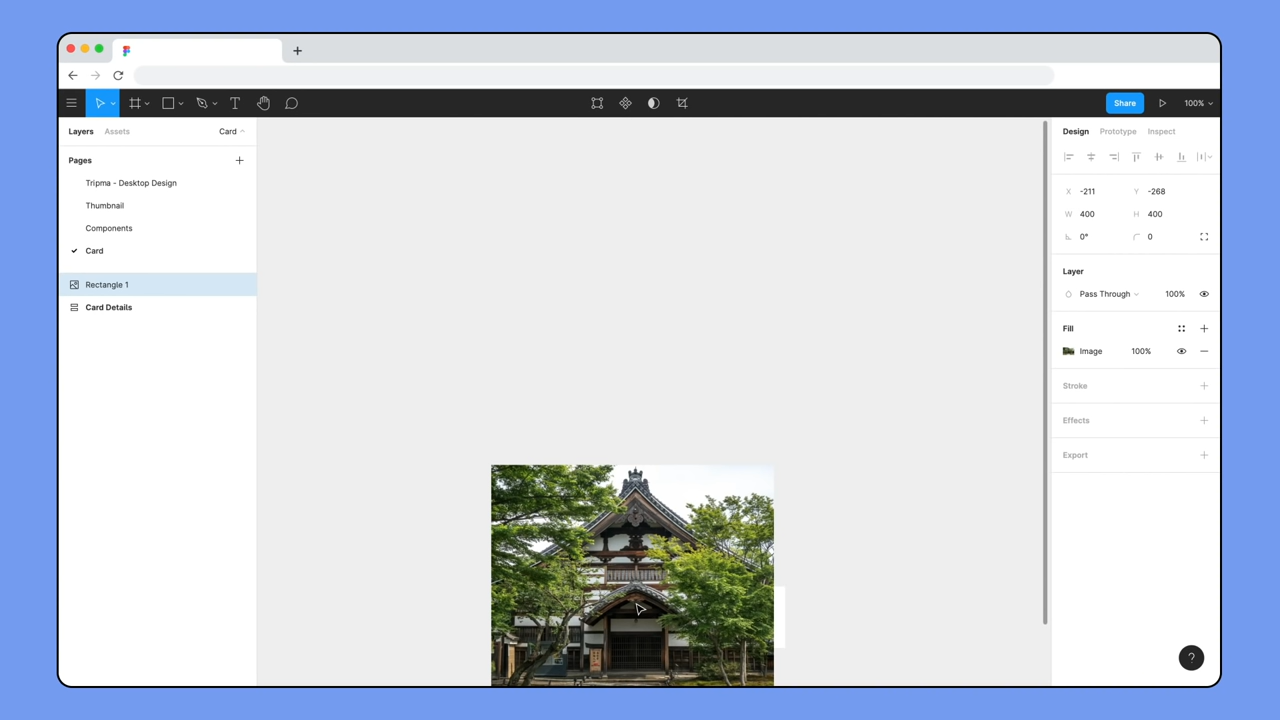 Share
100%
Layers
Assets
Card
Design
Prototype
Inspect
Pages
Tripma - Desktop Design
Thumbnail
Components
Card
Rectangle 1
Card Details
X -211 Y -268
W 400 H 400
0° 0
Layer
Pass Through 100%
Fill
Image 100%
Stroke
Effects
Export
?